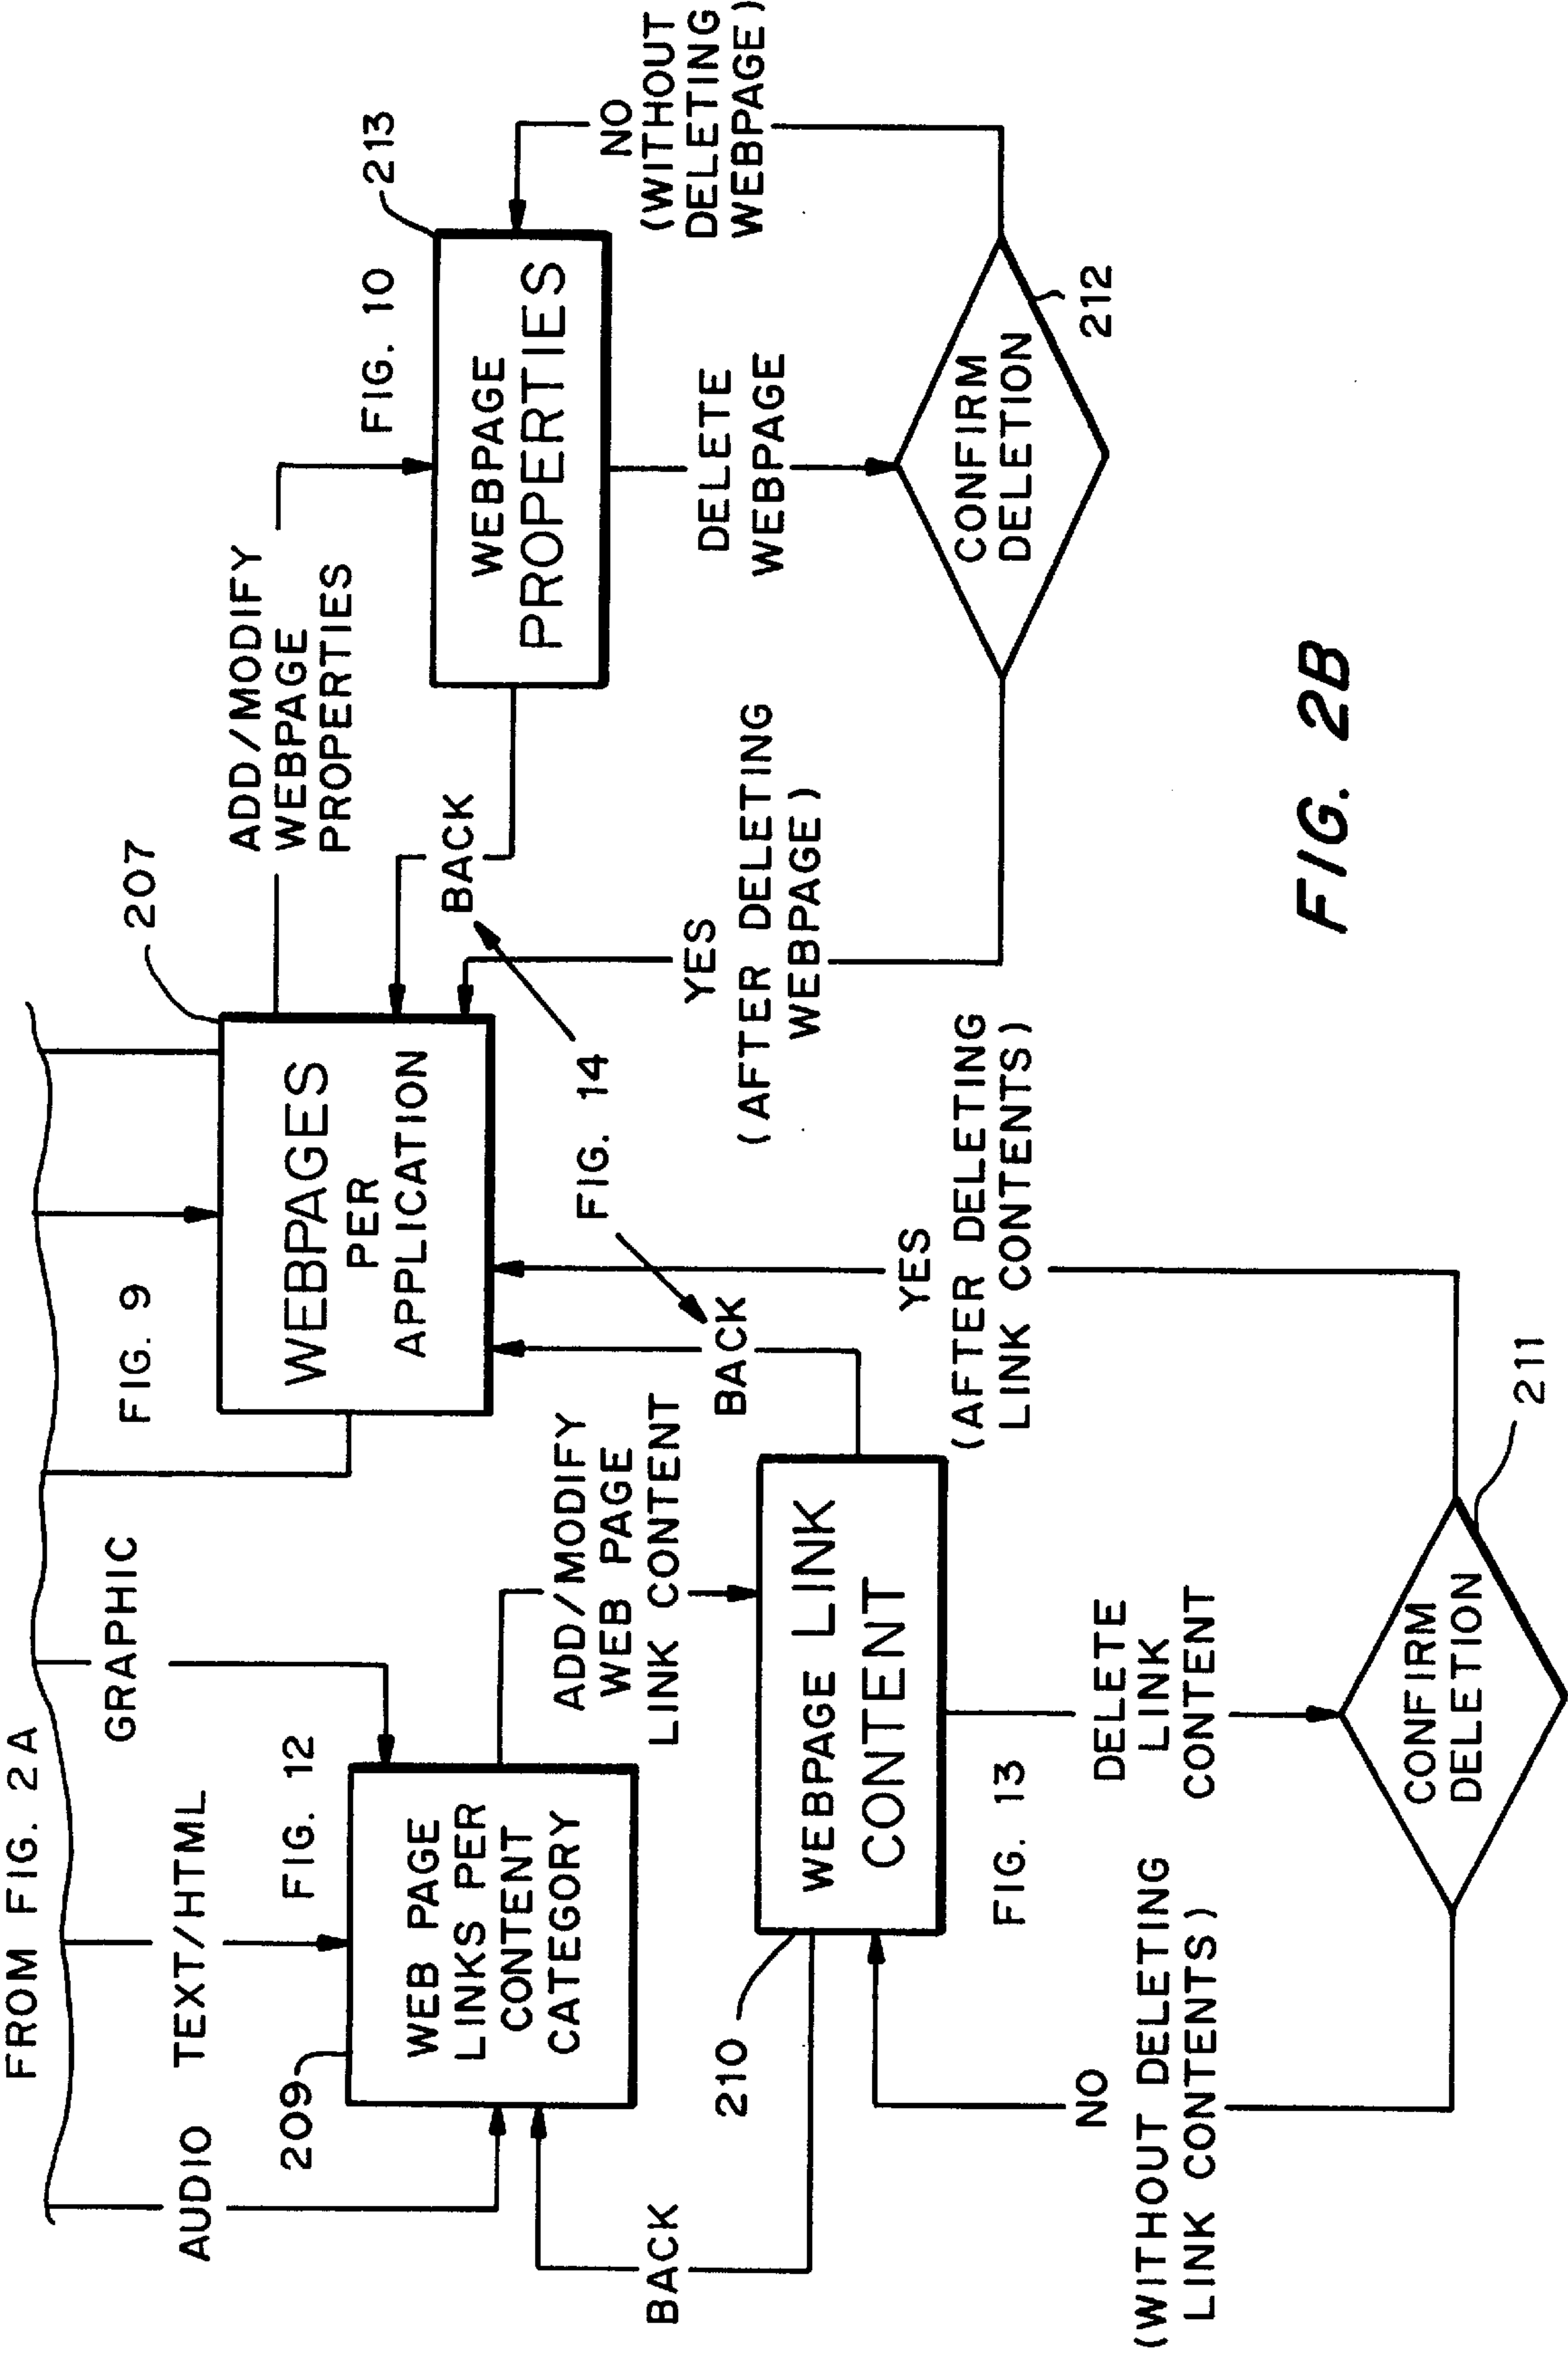 FROM FIG. 2A
AUDIO
TEXT/HTML
GRAPHIC
FIG. 9
207
209
FIG. 12
WEB PAGE
LINKS PER
CONTENT
CATEGORY
WEBPAGES
PER
APPLICATION
ADD/MODIFY
WEBPAGE
PROPERTIES
FIG. 10
213
WEBPAGE
PROPERTIES
BACK
NO
(WITHOUT
DELETING
WEBPAGE)
FIG. 14
ADD/MODIFY
WEB PAGE
LINK CONTENT
BACK
YES
(AFTER DELETING
WEBPAGE)
DELETE
WEBPAGE
CONFIRM
DELETION
212
BACK
210
WEBPAGE LINK
CONTENT
FIG. 13
YES
(AFTER DELETING
LINK CONTENTS)
NO
(WITHOUT DELETING
LINK CONTENTS)
DELETE
LINK
CONTENT
CONFIRM
DELETION
211
FIG. 2B